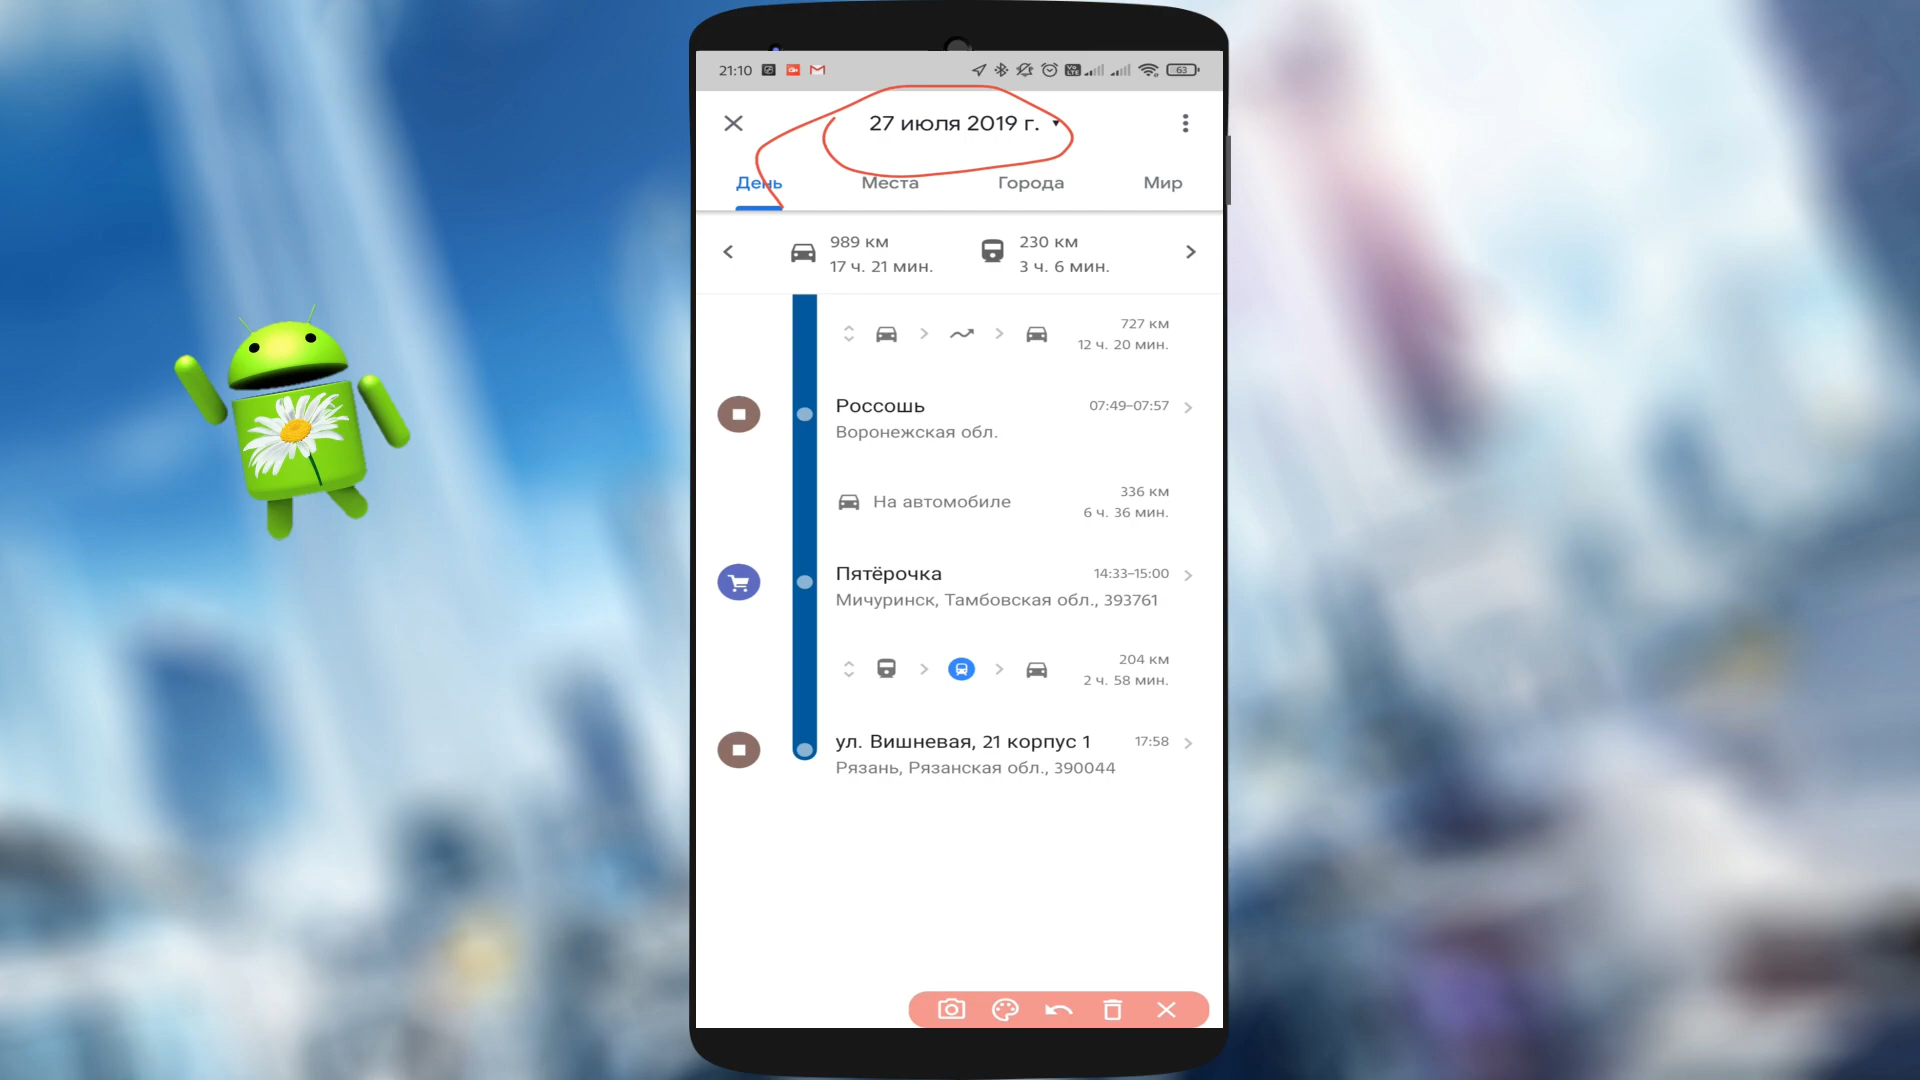 21:10
63
27 июля 2019 г.
День Места Города Мир
989 км 230 км
17 ч. 21 мин. 3 ч. 6 мин.
727 км
12 ч. 20 мин.
Россошь 07:49–07:57
Воронежская обл.
336 км
На автомобиле
6 ч. 36 мин.
Пятёрочка 14:33–15:00
Мичуринск, Тамбовская обл., 393761
204 км
2 ч. 58 мин.
ул. Вишневая, 21 корпус 1 17:58
Рязань, Рязанская обл., 390044